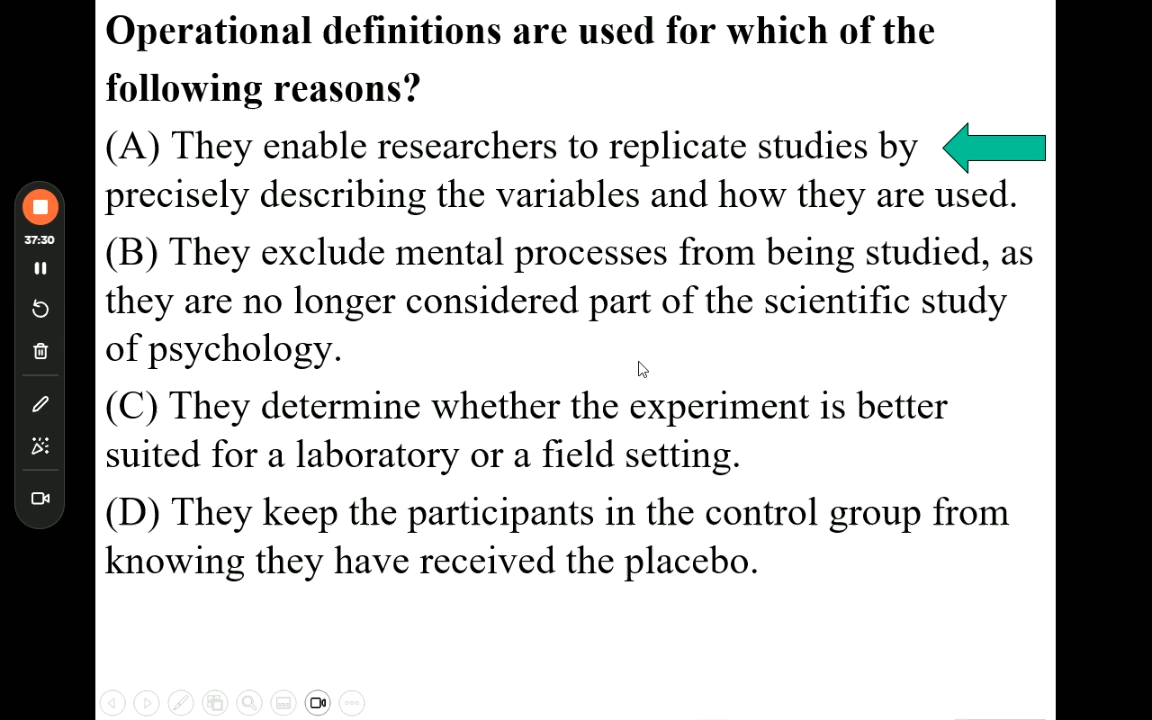 Operational definitions are used for which of the
following reasons?
(A) They enable researchers to replicate studies by
precisely describing the variables and how they are used.
(B) They exclude mental processes from being studied, as
they are no longer considered part of the scientific study
of psychology.
(C) They determine whether the experiment is better
suited for a laboratory or a field setting.
(D) They keep the participants in the control group from
knowing they have received the placebo.
37:30